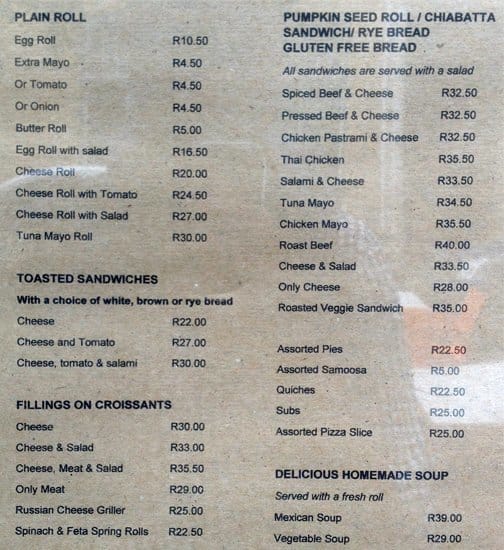 PLAIN ROLL
Egg Roll R10.50
Extra Mayo R4.50
Or Tomato R4.50
Or Onion R4.50
Butter Roll R5.00
Egg Roll with salad R16.50
Cheese Roll R20.00
Cheese Roll with Tomato R24.50
Cheese Roll with Salad R27.00
Tuna Mayo Roll R30.00
TOASTED SANDWICHES
With a choice of white, brown or rye bread
Cheese R22.00
Cheese and Tomato R27.00
Cheese, tomato & salami R30.00
FILLINGS ON CROISSANTS
Cheese R30.00
Cheese & Salad R33.00
Cheese, Meat & Salad R35.50
Only Meat R29.00
Russian Cheese Griller R25.00
Spinach & Feta Spring Rolls R22.50
PUMPKIN SEED ROLL / CHIABATTA
SANDWICH/ RYE BREAD
GLUTEN FREE BREAD
All sandwiches are served with a salad
Spiced Beef & Cheese R32.50
Pressed Beef & Cheese R32.50
Chicken Pastrami & Cheese R32.50
Thai Chicken R35.50
Salami & Cheese R33.50
Tuna Mayo R34.50
Chicken Mayo R35.50
Roast Beef R40.00
Cheese & Salad R33.50
Only Cheese R28.00
Roasted Veggie Sandwich R35.00
Assorted Pies R22.50
Assorted Samoosa R5.00
Quiches R22.50
Subs R25.00
Assorted Pizza Slice R25.00
DELICIOUS HOMEMADE SOUP
Served with a fresh roll
Mexican Soup R39.00
Vegetable Soup R29.00